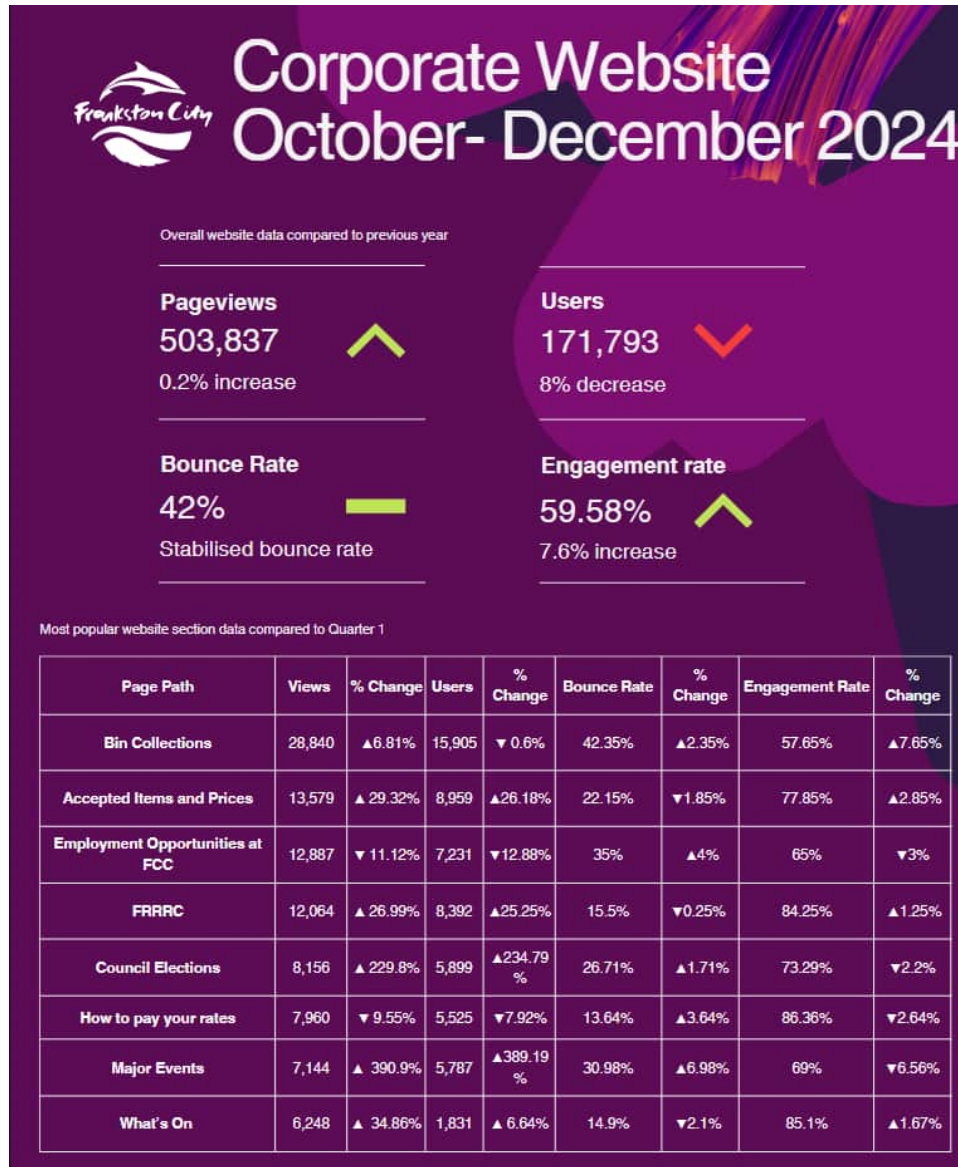 Frankston City
Corporate Website
October- December 2024
Overall website data compared to previous year
Pageviews
503,837
0.2% increase
Users
171,793
8% decrease
Bounce Rate
42%
Stabilised bounce rate
Engagement rate
59.58%
7.6% increase
Most popular website section data compared to Quarter 1
Page Path Views % Change Users % Change Bounce Rate % Change Engagement Rate % Change
Bin Collections 28,840 ▲6.81% 15,905 ▼ 0.6% 42.35% ▲2.35% 57.65% ▲7.65%
Accepted Items and Prices 13,579 ▲ 29.32% 8,959 ▲26.18% 22.15% ▼1.85% 77.85% ▲2.85%
Employment Opportunities at FCC 12,887 ▼ 11.12% 7,231 ▼12.88% 35% ▲4% 65% ▼3%
FRRRC 12,064 ▲ 26.99% 8,392 ▲25.25% 15.5% ▼0.25% 84.25% ▲1.25%
Council Elections 8,156 ▲ 229.8% 5,899 ▲234.79% 26.71% ▲1.71% 73.29% ▼2.2%
How to pay your rates 7,960 ▼ 9.55% 5,525 ▼7.92% 13.64% ▲3.64% 86.36% ▼2.64%
Major Events 7,144 ▲ 390.9% 5,787 ▲389.19% 30.98% ▲6.98% 69% ▼6.56%
What's On 6,248 ▲ 34.86% 1,831 ▲ 6.64% 14.9% ▼2.1% 85.1% ▲1.67%